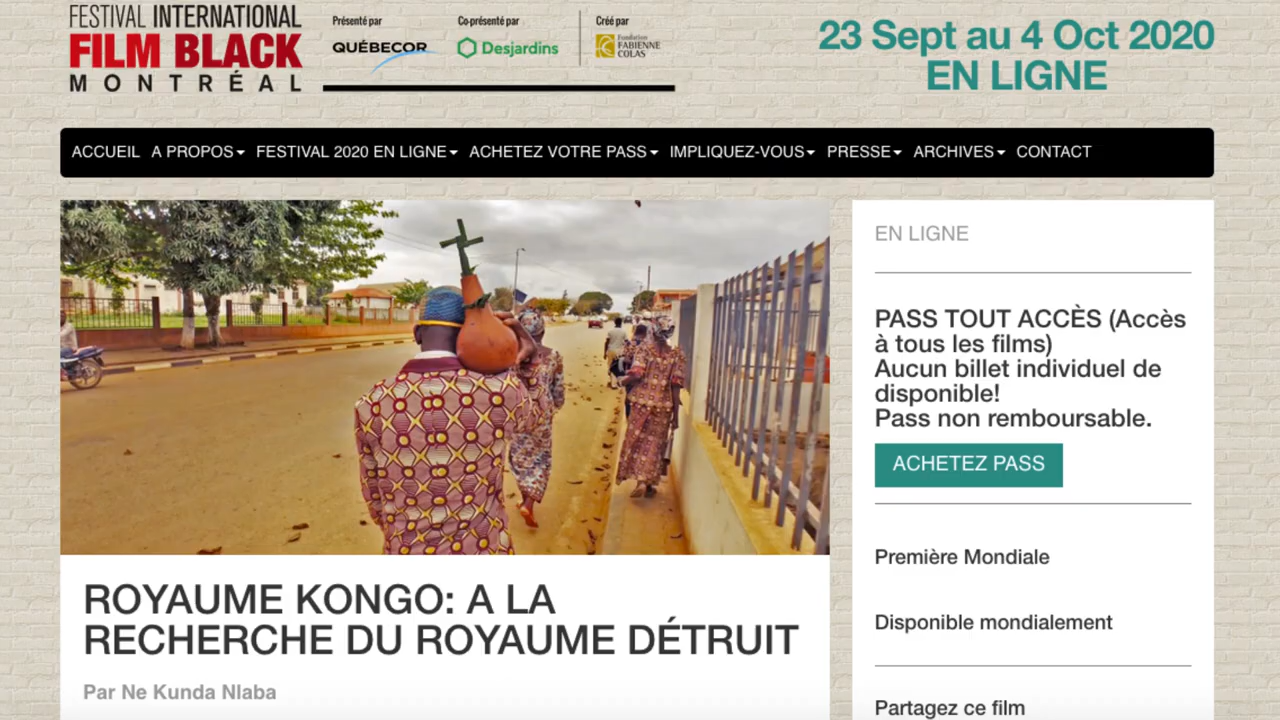 FESTIVAL INTERNATIONAL
FILM BLACK
MONTRÉAL
Présenté par
QUÉBECOR
Co-présenté par
Desjardins
Créé par
Fondation
FABIENNE
COLAS
23 Sept au 4 Oct 2020
EN LIGNE
ACCUEIL A PROPOS FESTIVAL 2020 EN LIGNE ACHETEZ VOTRE PASS IMPLIQUEZ-VOUS PRESSE ARCHIVES CONTACT
ROYAUME KONGO: A LA
RECHERCHE DU ROYAUME DÉTRUIT
Par Ne Kunda Nlaba
EN LIGNE
PASS TOUT ACCÈS (Accès
à tous les films)
Aucun billet individuel de
disponible!
Pass non remboursable.
ACHETEZ PASS
Première Mondiale
Disponible mondialement
Partagez ce film